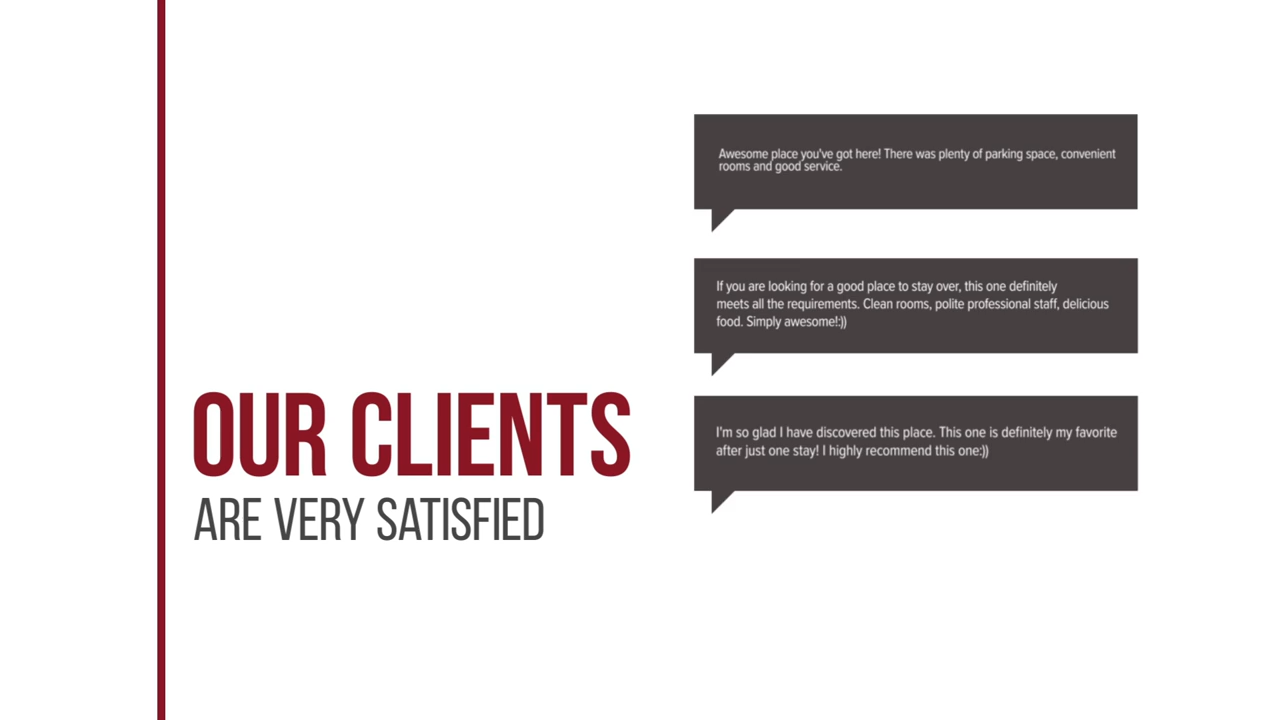 OUR CLIENTS
ARE VERY SATISFIED
Awesome place you've got here! There was plenty of parking space, convenient
rooms and good service.
If you are looking for a good place to stay over, this one definitely
meets all the requirements. Clean rooms, polite professional staff, delicious
food. Simply awesome!:))
I'm so glad I have discovered this place. This one is definitely my favorite
after just one stay! I highly recommend this one:))